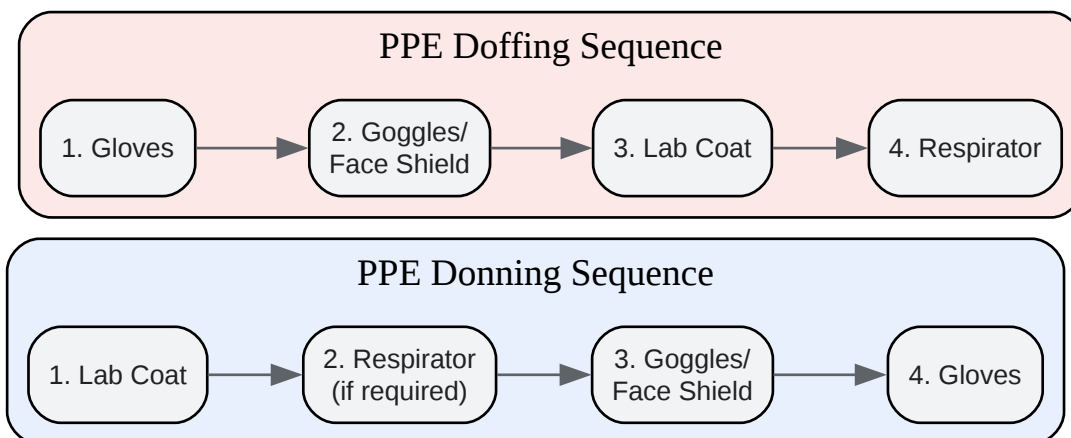 PPE Doffing Sequence
1. Gloves
2. Goggles/
Face Shield
3. Lab Coat
4. Respirator
PPE Donning Sequence
1. Lab Coat
2. Respirator
(if required)
3. Goggles/
Face Shield
4. Gloves